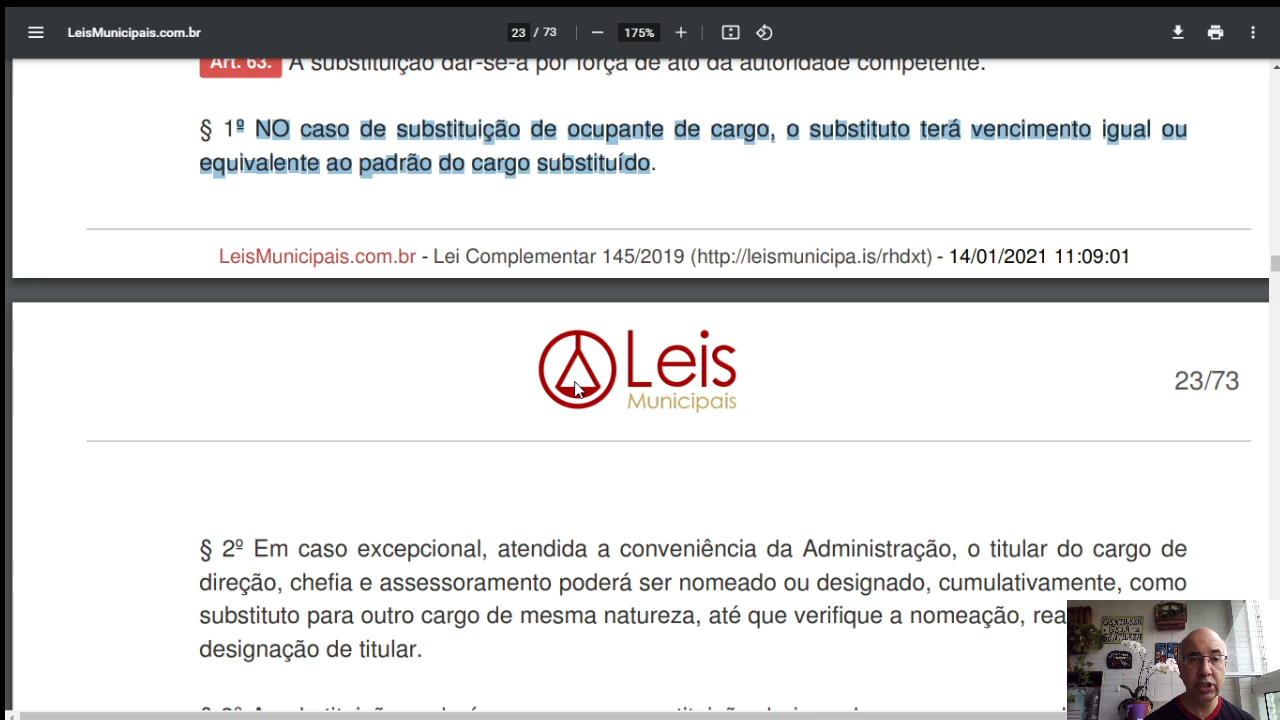 LeisMunicipais.com.br
23 / 73
175%
Art. 63. A substituição dar-se-á por força de ato da autoridade competente.
§ 1º NO caso de substituição de ocupante de cargo, o substituto terá vencimento igual ou
equivalente ao padrão do cargo substituído.
LeisMunicipais.com.br - Lei Complementar 145/2019 (http://leismunicipa.is/rhdxt) - 14/01/2021 11:09:01
Leis
Municipais
23/73
§ 2º Em caso excepcional, atendida a conveniência da Administração, o titular do cargo de
direção, chefia e assessoramento poderá ser nomeado ou designado, cumulativamente, como
substituto para outro cargo de mesma natureza, até que verifique a nomeação,
designação de titular.